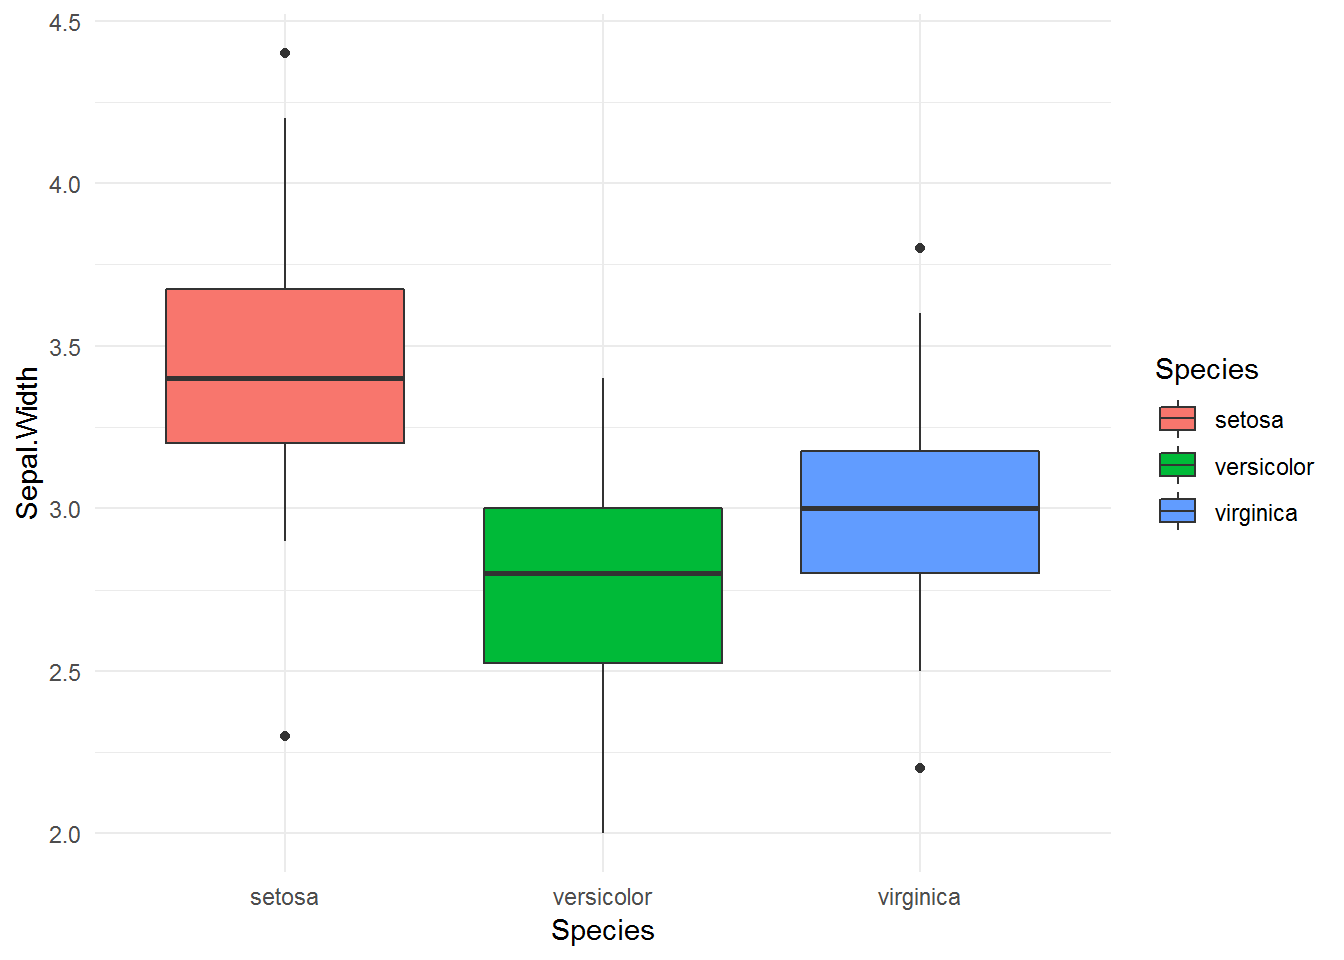 4.5
4.0
3.5
3.0
2.5
2.0
Sepal.Width
setosa
versicolor
virginica
Species
Species
setosa
versicolor
virginica